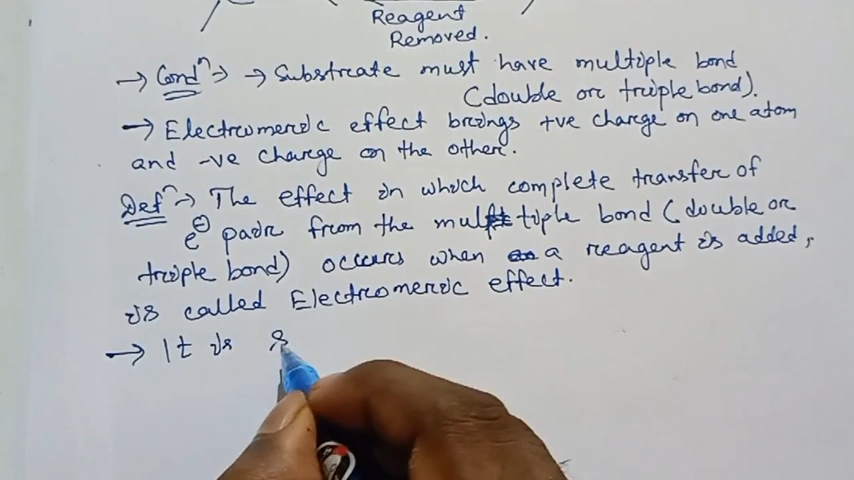 Reagent
Removed.
→ Condⁿ → → Substrate must have multiple bond
(double or triple bond).
→ Electromeric effect brings +ve charge on one atom
and -ve charge on the other.
Defⁿ → The effect in which complete transfer of
e⊖ pair from the multiple bond (double or
triple bond) occurs when a reagent is added,
is called Electromeric effect.
→ It is